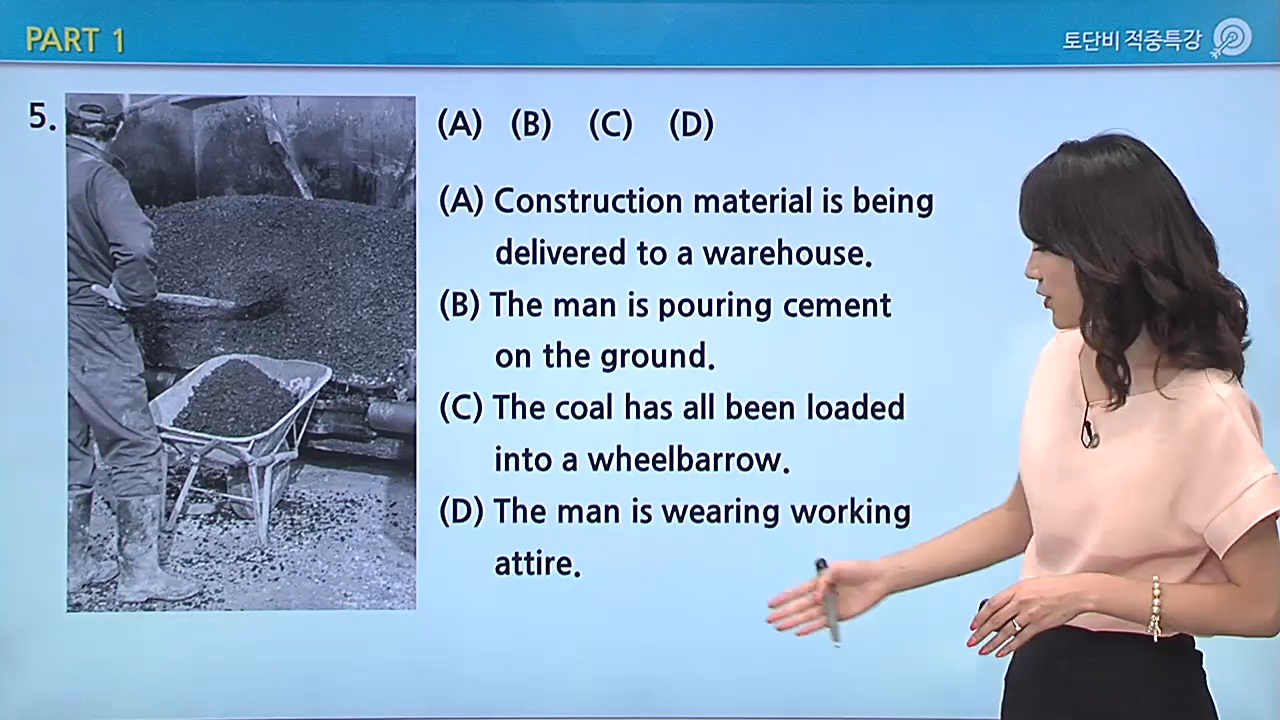 PART 1
토단비 적중특강
5.
(A) (B) (C) (D)
(A) Construction material is being
delivered to a warehouse.
(B) The man is pouring cement
on the ground.
(C) The coal has all been loaded
into a wheelbarrow.
(D) The man is wearing working
attire.